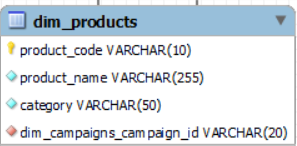 dim_products
product_code VARCHAR(10)
product_name VARCHAR(255)
category VARCHAR(50)
dim_campaigns_campaign_id VARCHAR(20)